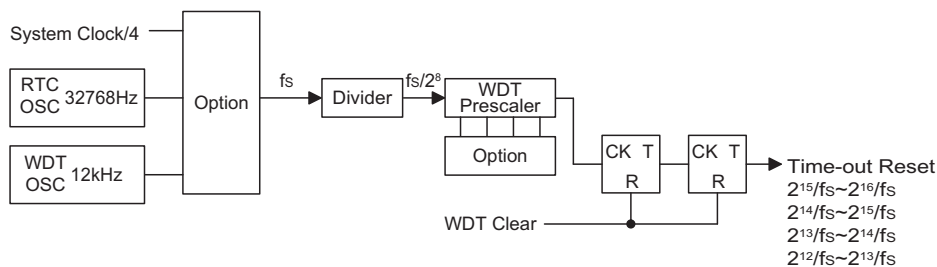 System Clock/4
RTC
OSC 32768Hz
WDT
OSC 12kHz
Option
fs
Divider
fs/2⁸
WDT
Prescaler
Option
CK T
R
CK T
R
WDT Clear
Time-out Reset
2¹⁵/fs~2¹⁶/fs
2¹⁴/fs~2¹⁵/fs
2¹³/fs~2¹⁴/fs
2¹²/fs~2¹³/fs